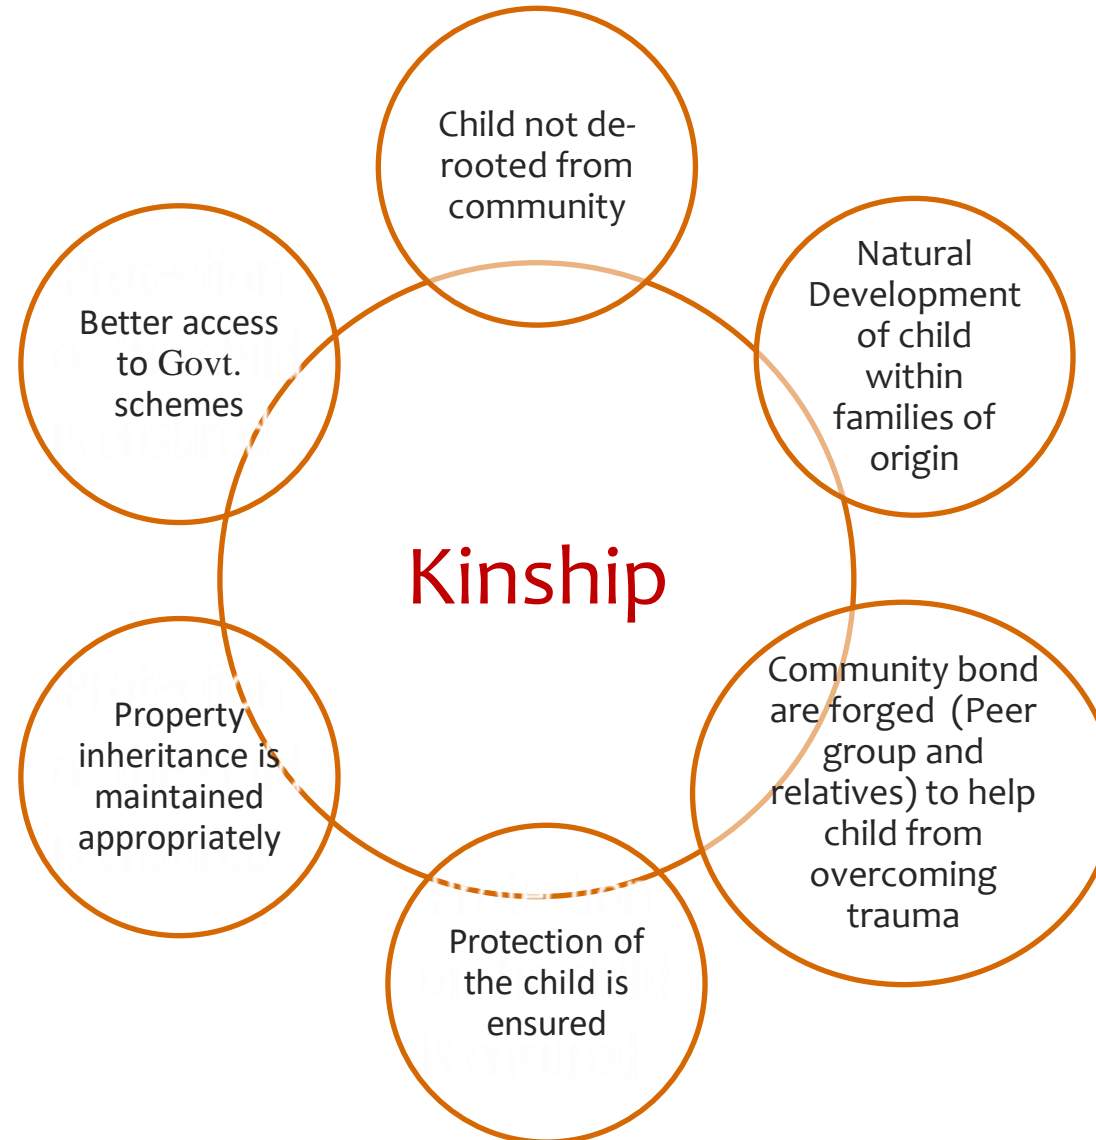 Child not de-
rooted from
community
Natural
Development
of child
within
families of
origin
Community bond
are forged (Peer
group and
relatives) to help
child from
overcoming
trauma
Protection of
the child is
ensured
Property
inheritance is
maintained
appropriately
Better access
to Govt.
schemes
Kinship